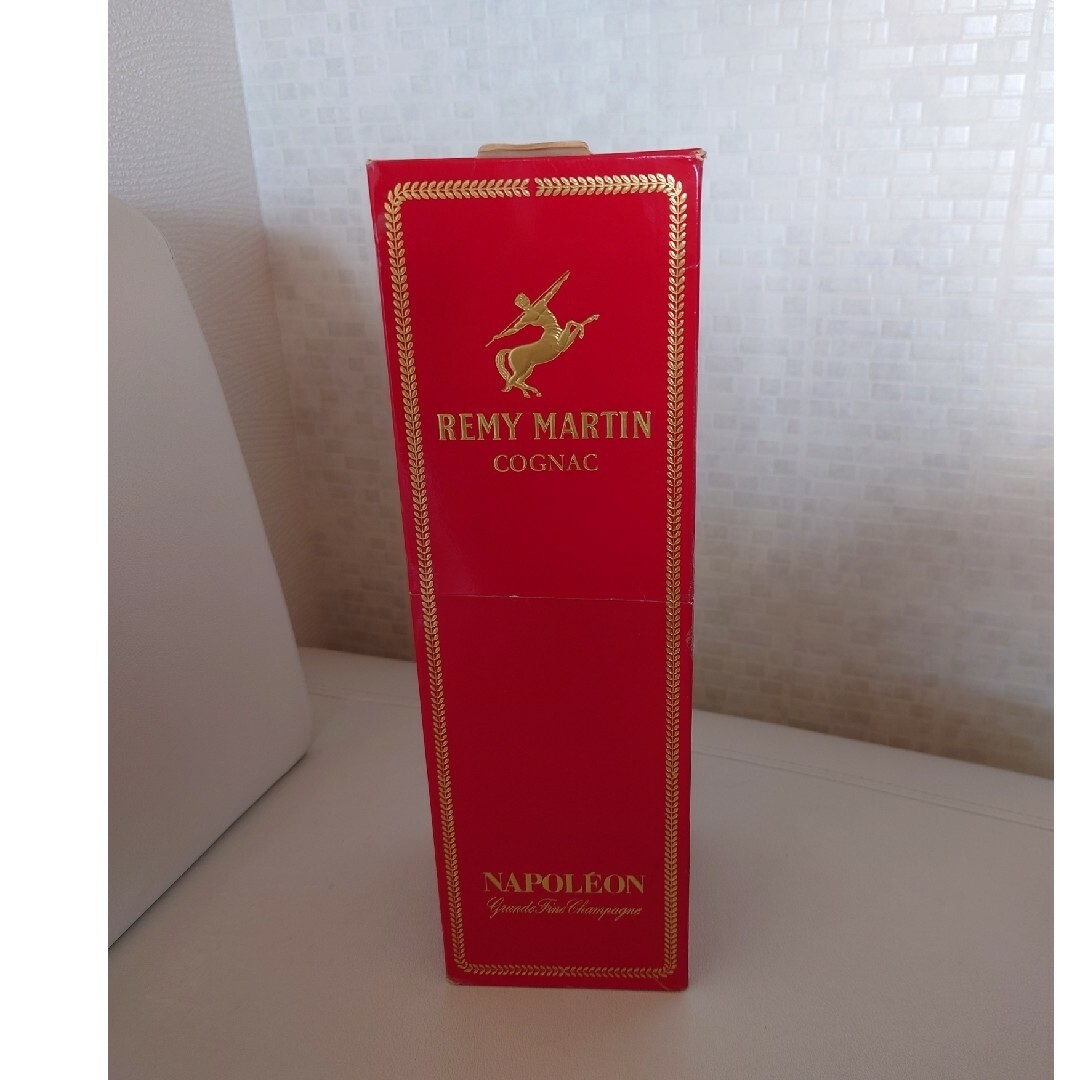 REMY MARTIN
COGNAC
NAPOLÉON
Grande Fine Champagne